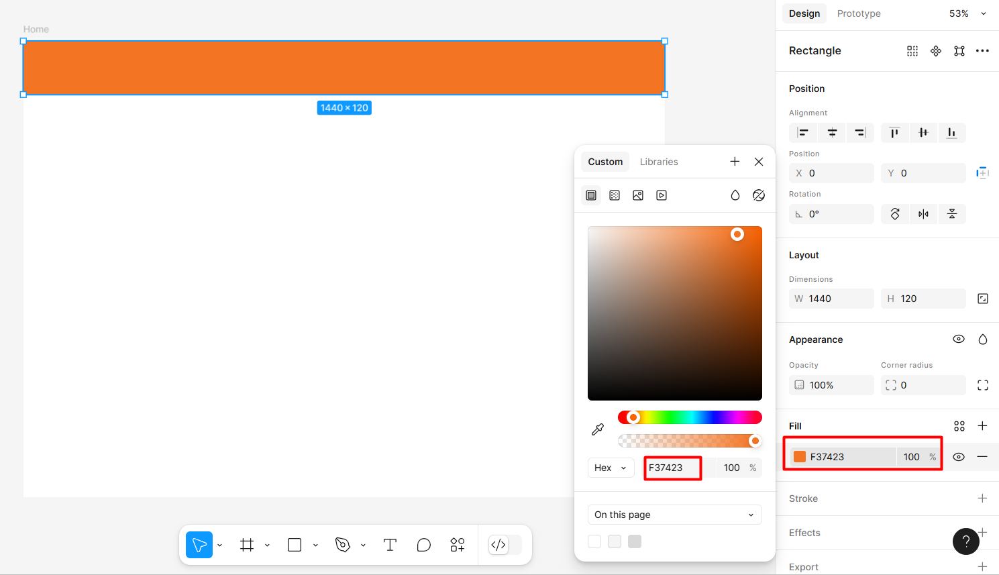 Home
1440 × 120
Custom
Libraries
Hex
F37423
100 %
On this page
Design
Prototype
53%
Rectangle
Position
Alignment
Position
X 0
Y 0
Rotation
0°
Layout
Dimensions
W 1440
H 120
Appearance
Opacity
Corner radius
100%
0
Fill
F37423
100 %
Stroke
Effects
?
Export